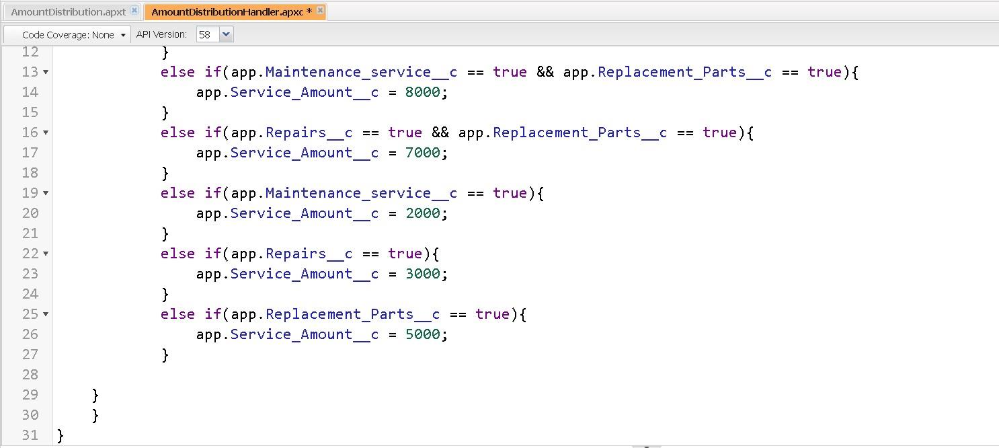 AmountDistribution.apxt AmountDistributionHandler.apxc *
Code Coverage: None API Version: 58
12 }
13 else if(app.Maintenance_service__c == true && app.Replacement_Parts__c == true){
14 app.Service_Amount__c = 8000;
15 }
16 else if(app.Repairs__c == true && app.Replacement_Parts__c == true){
17 app.Service_Amount__c = 7000;
18 }
19 else if(app.Maintenance_service__c == true){
20 app.Service_Amount__c = 2000;
21 }
22 else if(app.Repairs__c == true){
23 app.Service_Amount__c = 3000;
24 }
25 else if(app.Replacement_Parts__c == true){
26 app.Service_Amount__c = 5000;
27 }
28
29 }
30 }
31 }